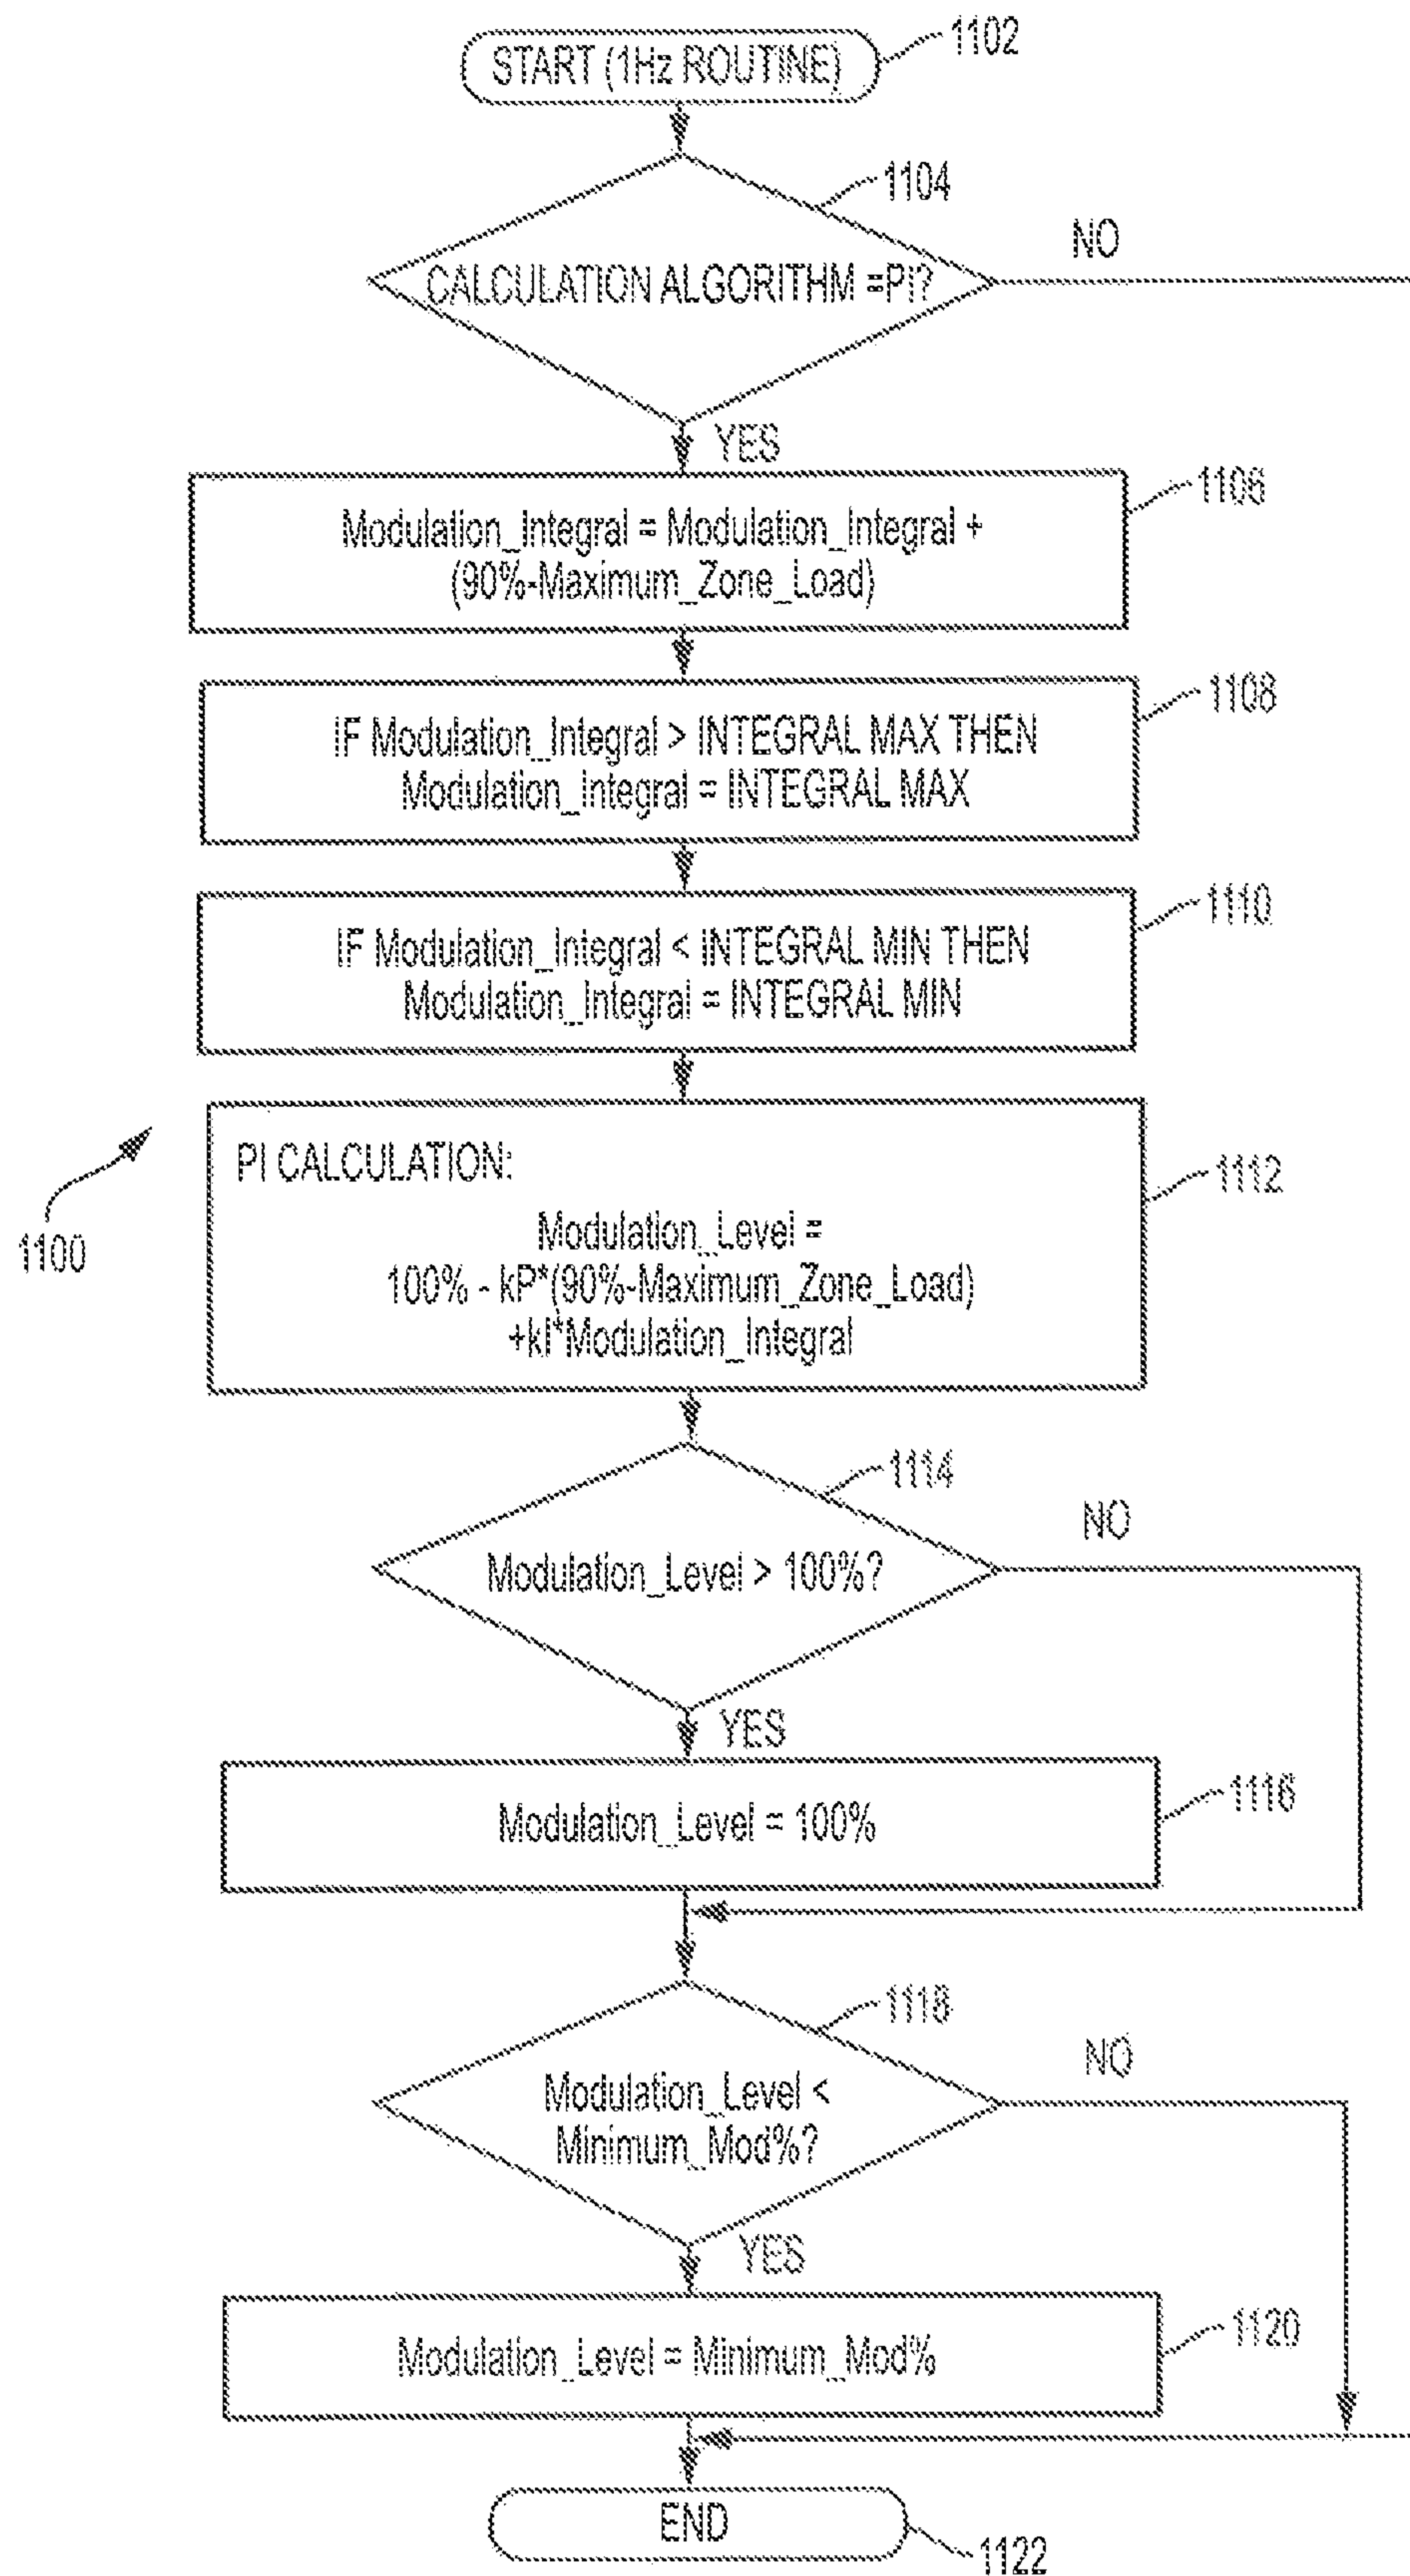 START (1Hz ROUTINE)
1102
1104
CALCULATION ALGORITHM =PI?
NO
YES
1106
Modulation_Integral = Modulation_Integral +
(90%-Maximum_Zone_Load)
1108
IF Modulation_Integral > INTEGRAL MAX THEN
Modulation_Integral = INTEGRAL MAX
1110
IF Modulation_Integral < INTEGRAL MIN THEN
Modulation_Integral = INTEGRAL MIN
1100
1112
PI CALCULATION:
Modulation_Level =
100% - kP*(90%-Maximum_Zone_Load)
+kI*Modulation_Integral
1114
Modulation_Level > 100%?
NO
YES
1116
Modulation_Level = 100%
1118
Modulation_Level <
Minimum_Mod%?
NO
YES
1120
Modulation_Level = Minimum_Mod%
END
1122